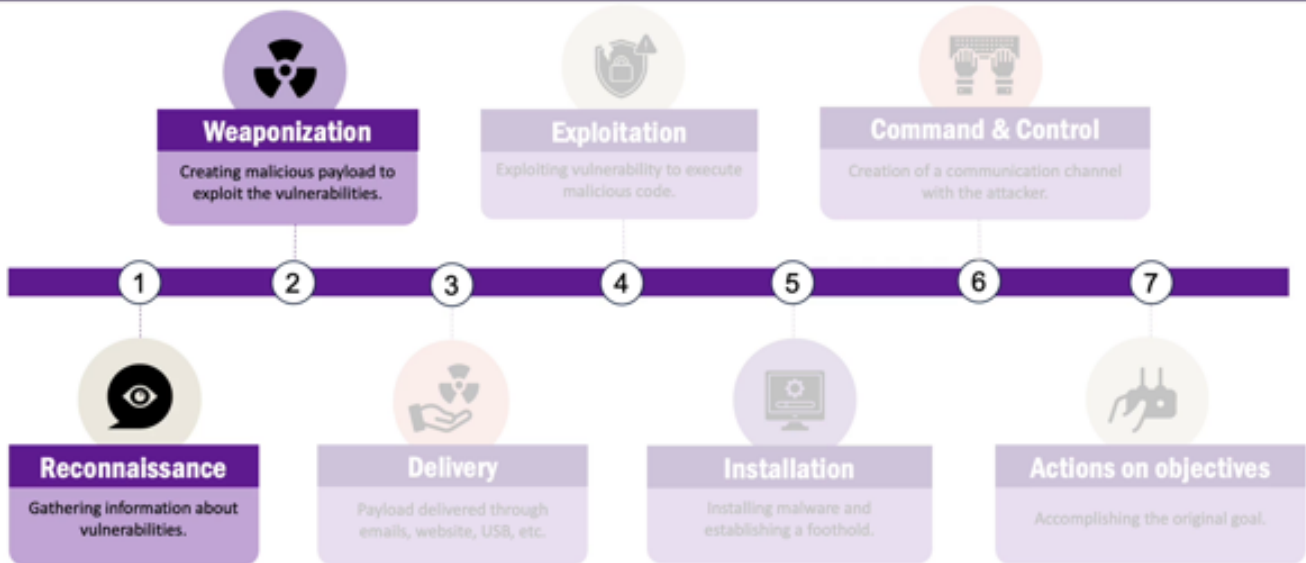 Weaponization
Creating malicious payload to
exploit the vulnerabilities.
Exploitation
Exploiting vulnerability to execute
malicious code.
Command & Control
Creation of a communication channel
with the attacker.
1
2
3
4
5
6
7
Reconnaissance
Gathering information about
vulnerabilities.
Delivery
Payload delivered through
emails, website, USB, etc.
Installation
Installing malware and
establishing a foothold.
Actions on objectives
Accomplishing the original goal.